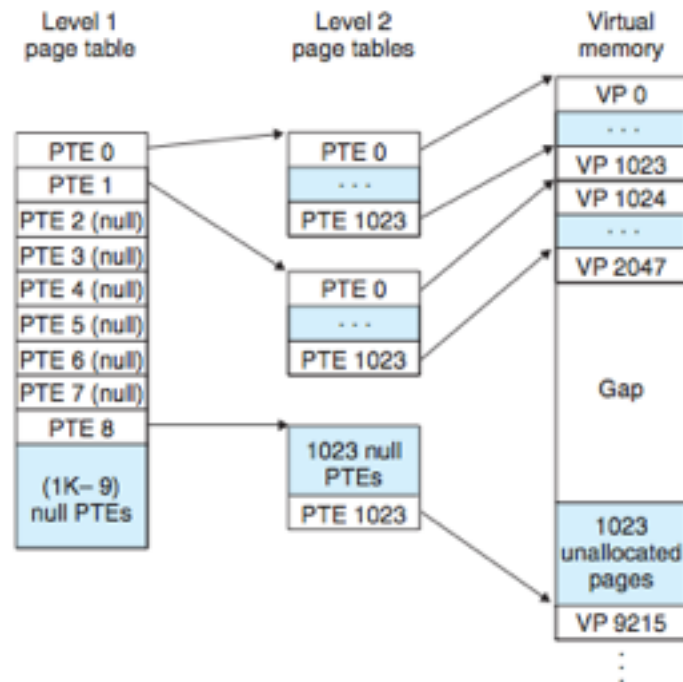 Level 1
page table
PTE 0
PTE 1
PTE 2 (null)
PTE 3 (null)
PTE 4 (null)
PTE 5 (null)
PTE 6 (null)
PTE 7 (null)
PTE 8
(1K– 9)
null PTEs
Level 2
page tables
PTE 0
. . .
PTE 1023
PTE 0
. . .
PTE 1023
1023 null
PTEs
PTE 1023
Virtual
memory
VP 0
. . .
VP 1023
VP 1024
. . .
VP 2047
Gap
1023
unallocated
pages
VP 9215